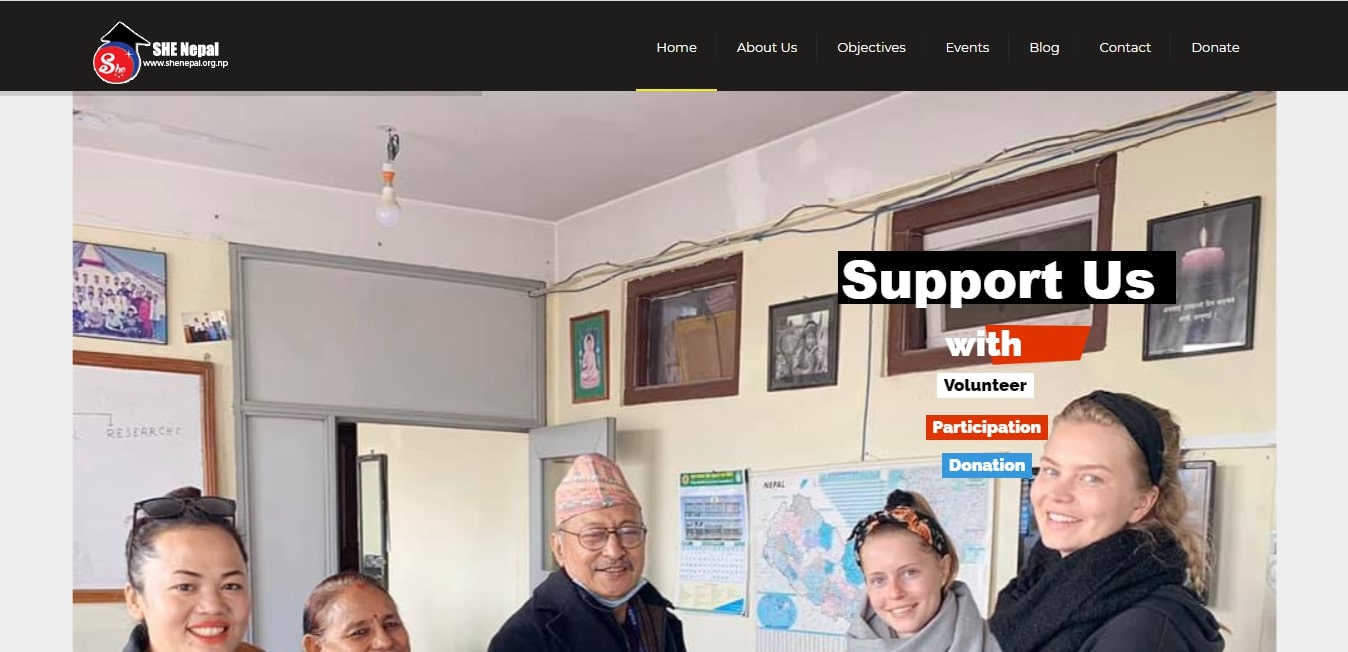 SHE Nepal
She
www.shenepal.org.np
Home
About Us
Objectives
Events
Blog
Contact
Donate
Support Us
with
Volunteer
Participation
Donation
RESEARCH
NEPAL